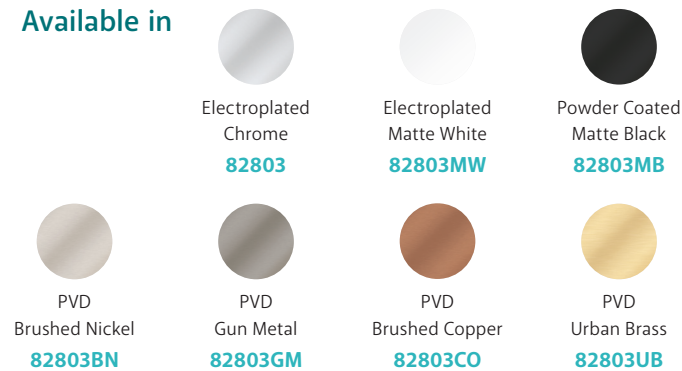 Available in
Electroplated
Chrome
82803
Electroplated
Matte White
82803MW
Powder Coated
Matte Black
82803MB
PVD
Brushed Nickel
82803BN
PVD
Gun Metal
82803GM
PVD
Brushed Copper
82803CO
PVD
Urban Brass
82803UB